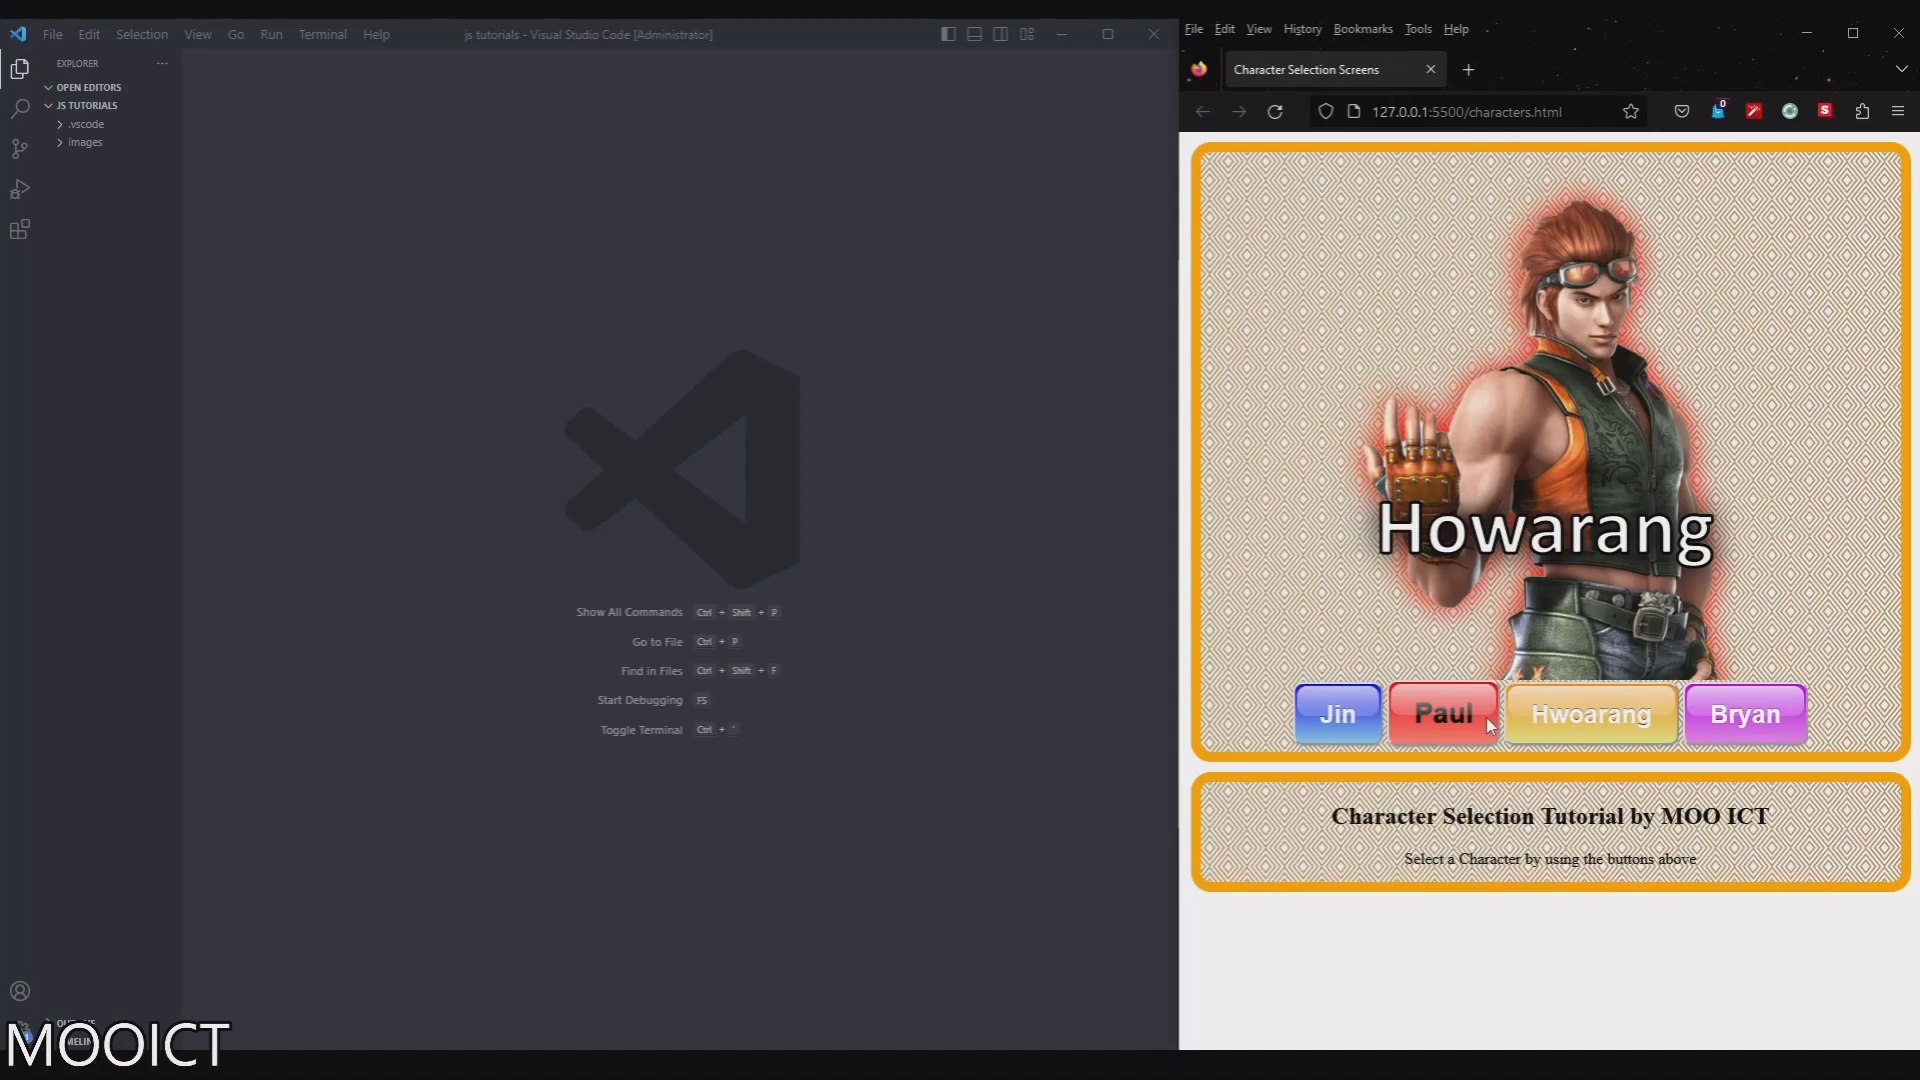 File Edit Selection View Go Run Terminal Help
js tutorials - Visual Studio Code [Administrator]
EXPLORER
OPEN EDITORS
JS TUTORIALS
.vscode
images
Show All Commands Ctrl + Shift + P
Go to File Ctrl + P
Find in Files Ctrl + Shift + F
Start Debugging F5
Toggle Terminal Ctrl + `
MOOICT
File Edit View History Bookmarks Tools Help
Character Selection Screens
127.0.0.1:5500/characters.html
0
S
Howarang
Jin Paul Hwoarang Bryan
Character Selection Tutorial by MOO ICT
Select a Character by using the buttons above